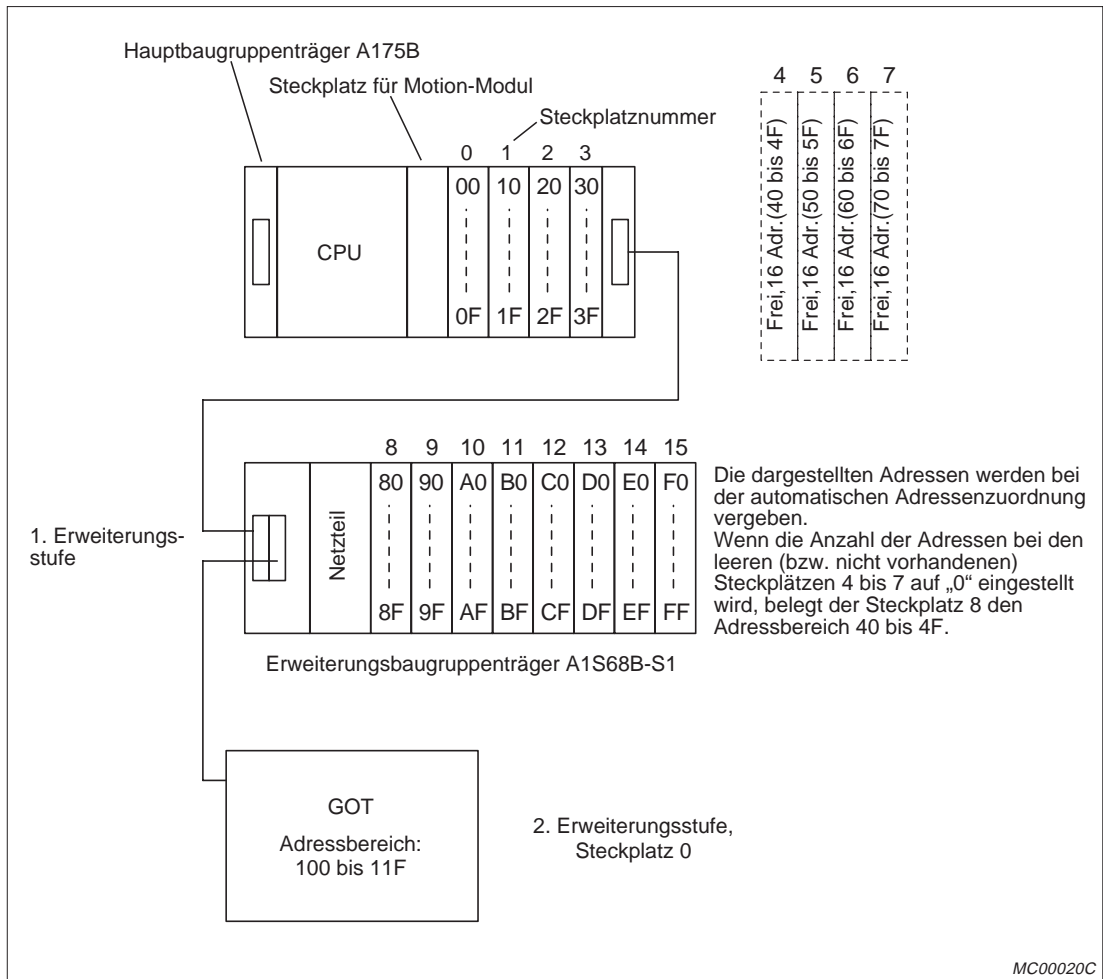 Hauptbaugruppenträger A175B
Steckplatz für Motion-Modul
Steckplatznummer
0 1 2 3
00 10 20 30
CPU
0F 1F 2F 3F
4 5 6 7
Frei,16 Adr.(40 bis 4F)
Frei,16 Adr.(50 bis 5F)
Frei,16 Adr.(60 bis 6F)
Frei,16 Adr.(70 bis 7F)
8 9 10 11 12 13 14 15
80 90 A0 B0 C0 D0 E0 F0
1. Erweiterungs-
stufe
Netzteil
8F 9F AF BF CF DF EF FF
Erweiterungsbaugruppenträger A1S68B-S1
Die dargestellten Adressen werden bei
der automatischen Adressenzuordnung
vergeben.
Wenn die Anzahl der Adressen bei den
leeren (bzw. nicht vorhandenen)
Steckplätzen 4 bis 7 auf „0“ eingestellt
wird, belegt der Steckplatz 8 den
Adressbereich 40 bis 4F.
GOT
Adressbereich:
100 bis 11F
2. Erweiterungsstufe,
Steckplatz 0
MC00020C